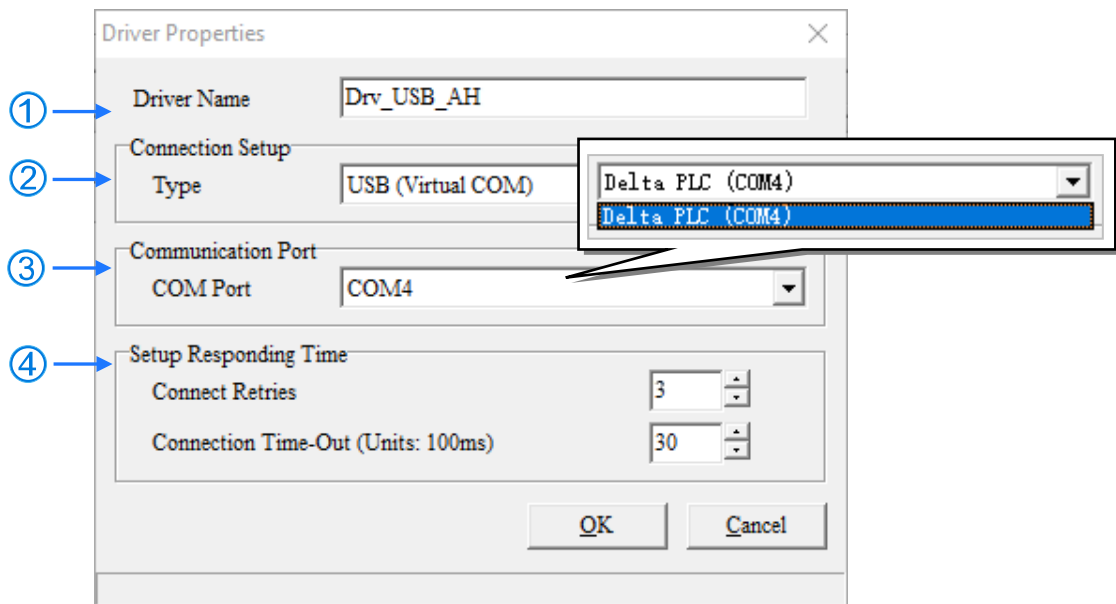 Driver Properties
① Driver Name Drv_USB_AH
Connection Setup
② Type USB (Virtual COM)
Delta PLC (COM4)
Delta PLC (COM4)
Communication Port
③ COM Port COM4
④ Setup Responding Time
Connect Retries 3
Connection Time-Out (Units: 100ms) 30
OK Cancel